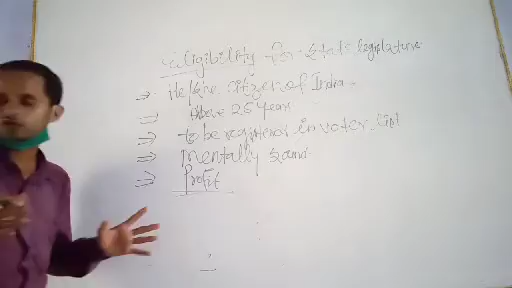 Eligibility for state legislature
⇒ He/she citizen of India
⇒ Above 25 Years
⇒ to be registered in voter list
⇒ mentally sound
⇒ Profit